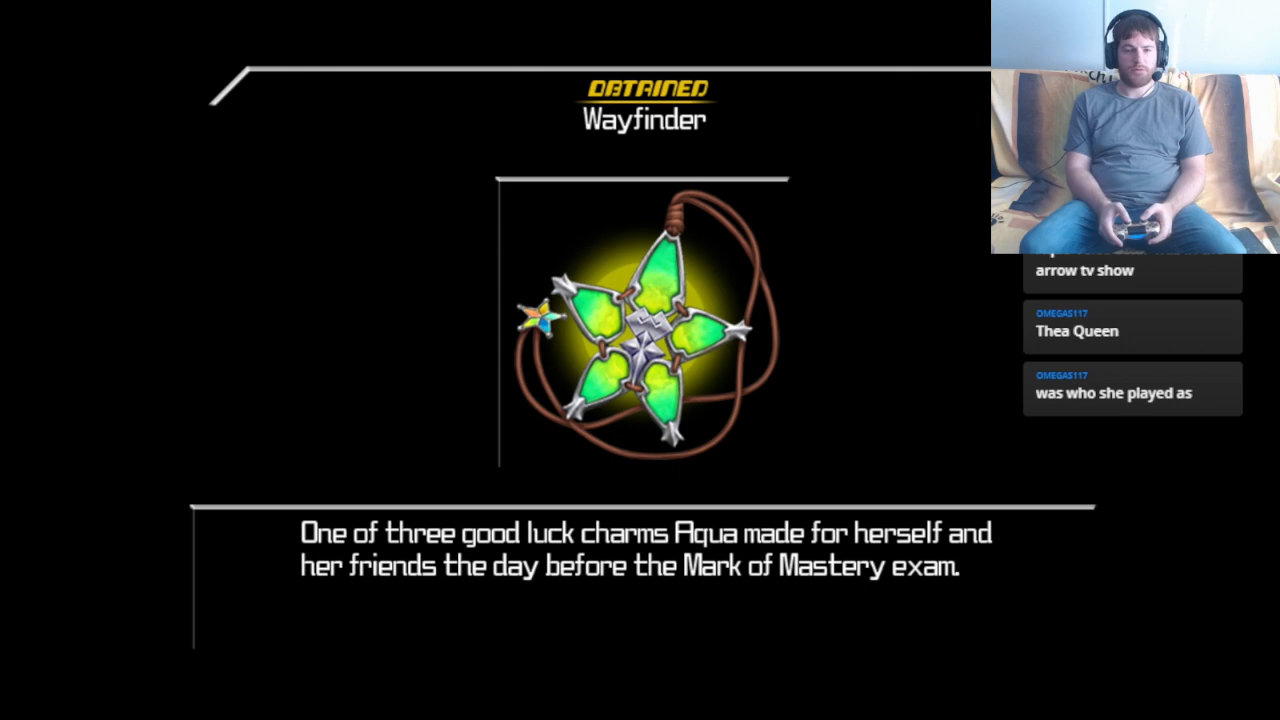 OBTAINED
Wayfinder
One of three good luck charms Aqua made for herself and
her friends the day before the Mark of Mastery exam.
arrow tv show
OMEGAS117
Thea Queen
OMEGAS117
was who she played as